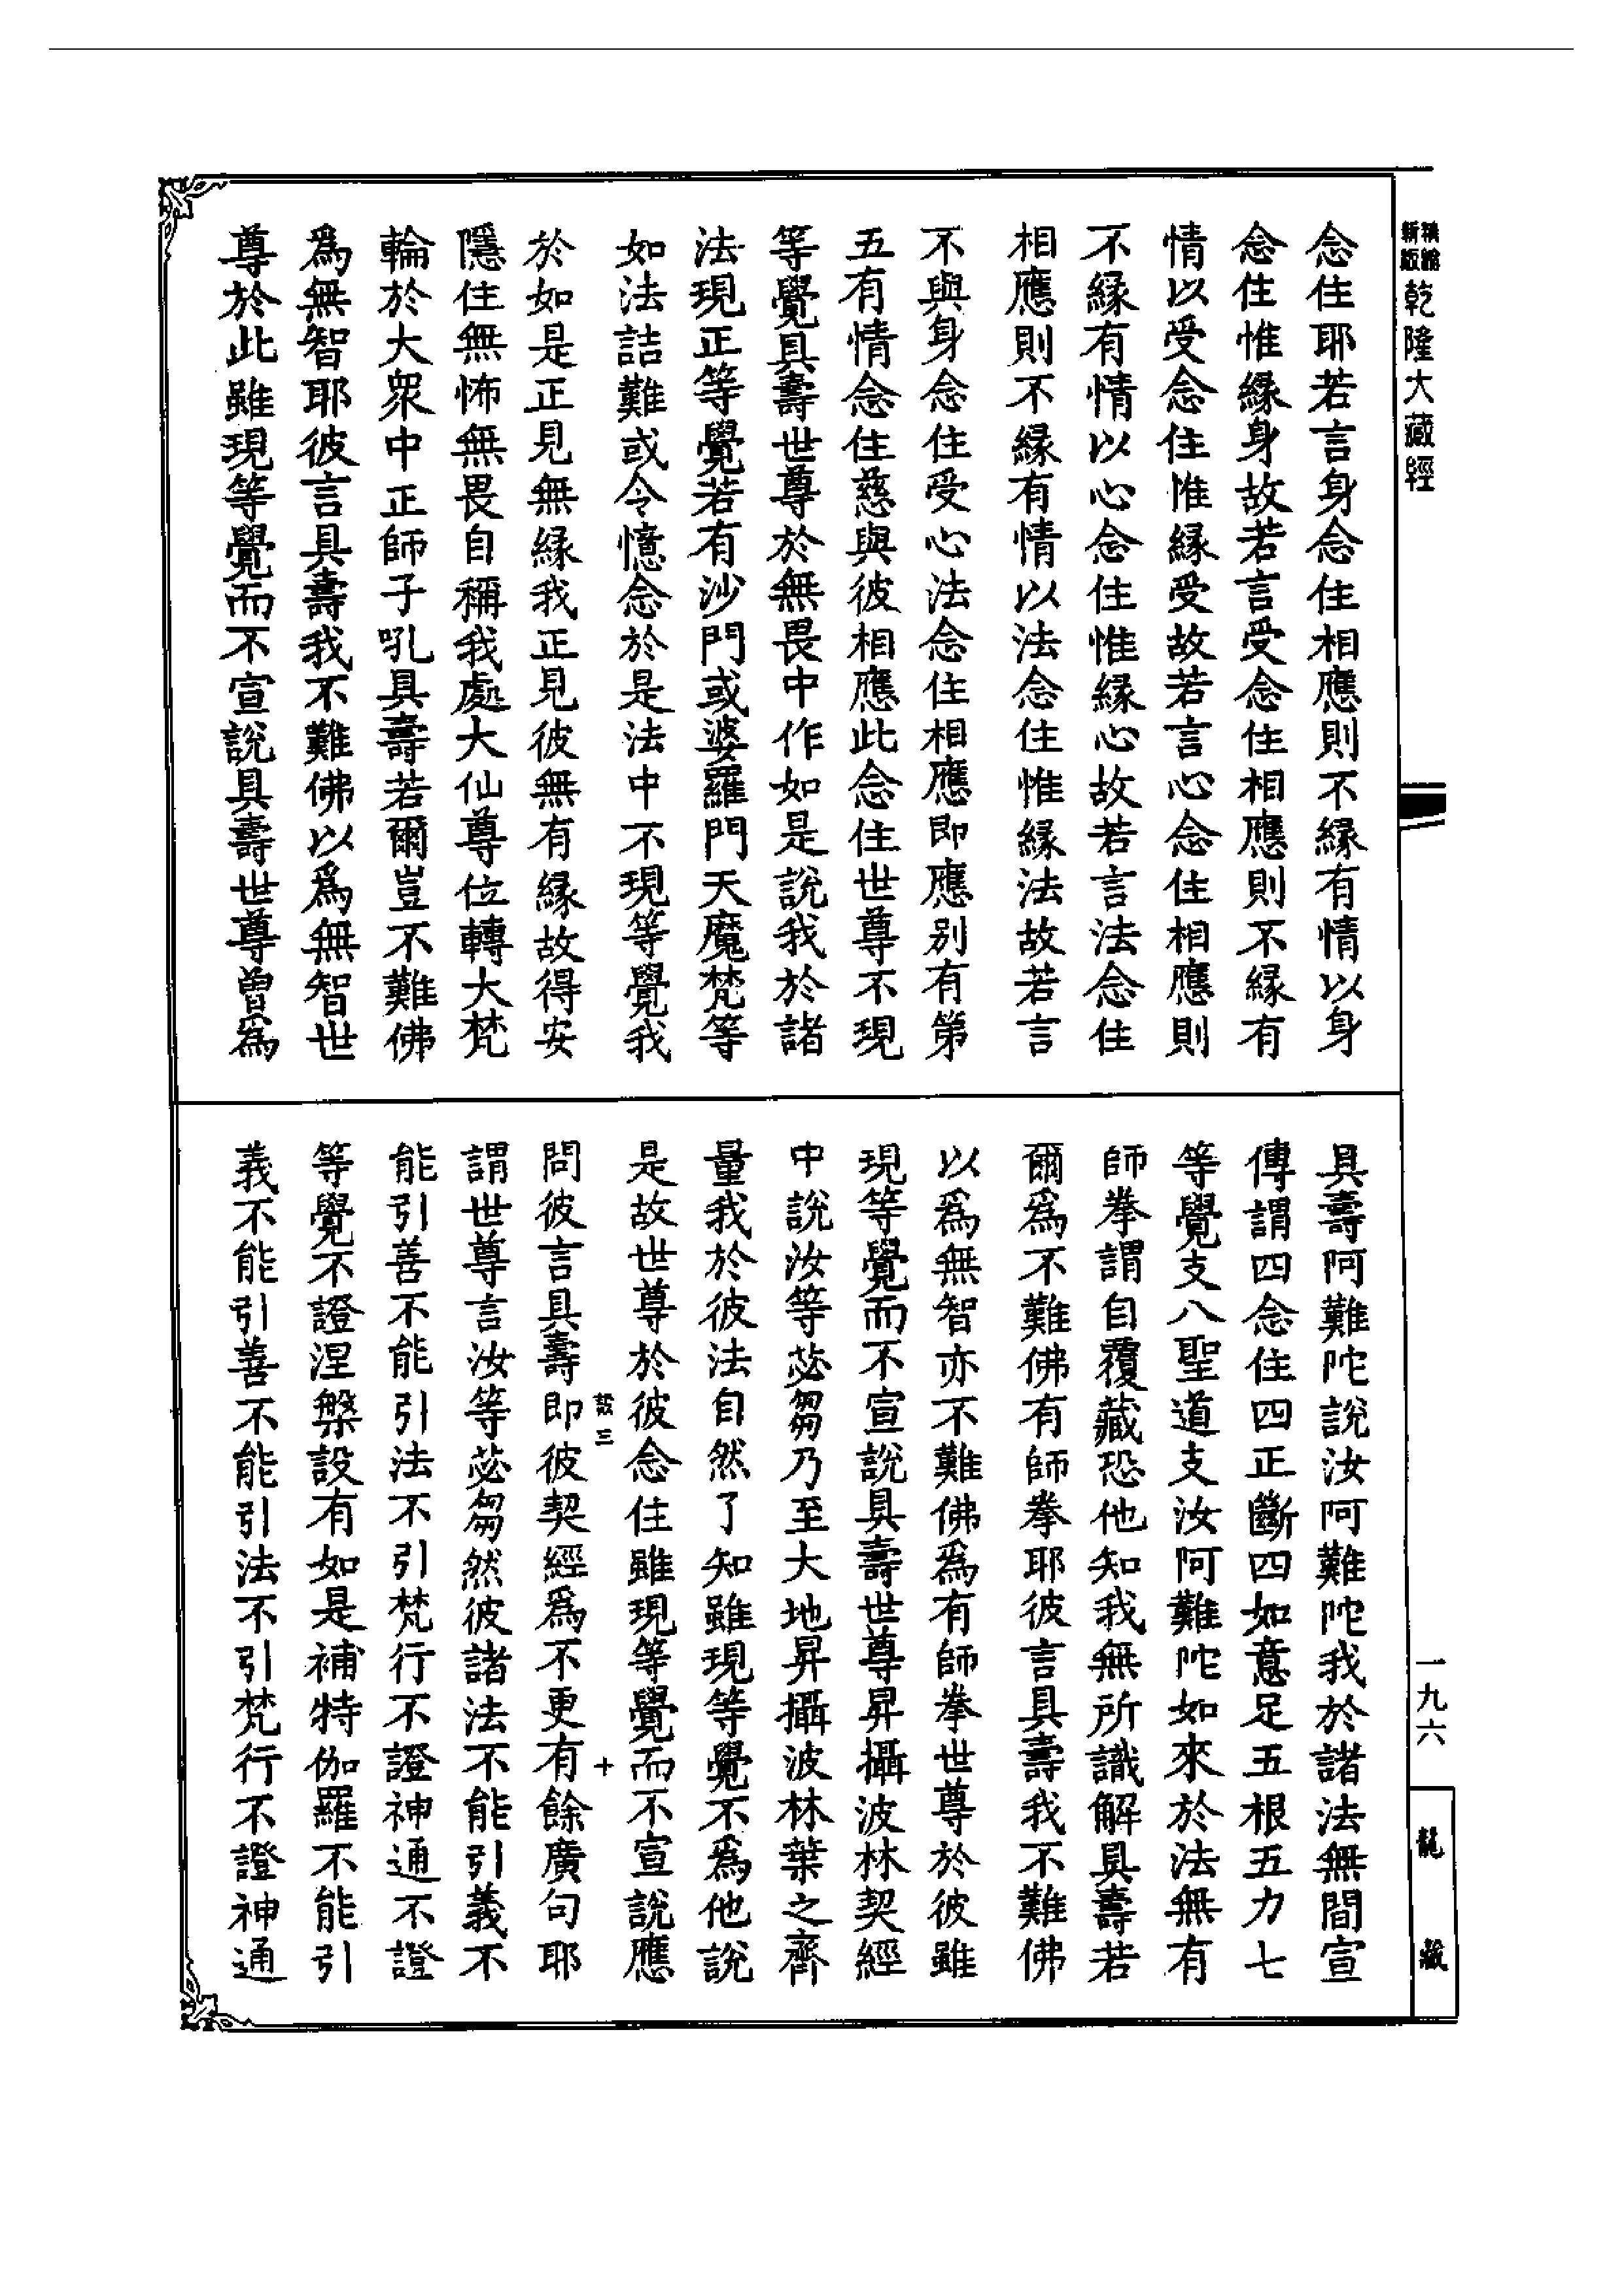 新編縮版乾隆大藏經
念住耶若言身念住相應則不緣有情以身
念住惟緣身故若言受念住相應則不緣有
情以受念住惟緣受故若言心念住相應則
不緣有情以心念住惟緣心故若言法念住
相應則不緣有情以法念住惟緣法故若言
不與身念住受心法念住相應即應別有第
五有情念住慈與彼相應此念住世尊不現
等覺具壽世尊於無畏中作如是說我於諸
法現正等覺若有沙門或婆羅門天魔梵等
如法詰難或令憶念於是法中不現等覺我
於如是正見無緣我正見彼無有緣故得安
隱住無怖無畏自稱我處大仙尊位轉大梵
輪於大衆中正師子吼具壽若爾豈不難佛
爲無智耶彼言具壽我不難佛以爲無智世
尊於此雖現等覺而不宣說具壽世尊曾爲
具壽阿難陀說汝阿難陀我於諸法無間宣
傳謂四念住四正斷四如意足五根五力七
等覺支八聖道支汝阿難陀如來於法無有
師拳謂自覆藏恐他知我無所識解具壽若
爾爲不難佛有師拳耶彼言具壽我不難佛
以爲無智亦不難佛爲有師拳世尊於彼雖
現等覺而不宣說具壽世尊昇攝波林契經
中說汝等苾芻乃至大地昇攝波林葉之齊
量我於彼法自然了知雖現等覺不爲他說
是故世尊於彼念住雖現等覺而不宣說應
問彼言具壽即彼契經爲不更有餘廣句耶
謂世尊言汝等苾芻然彼諸法不能引義不
能引善不能引法不引梵行不證神通不證
等覺不證涅槃設有如是補特伽羅不能引
義不能引善不能引法不引梵行不證神通
三
十
一九六
龍藏